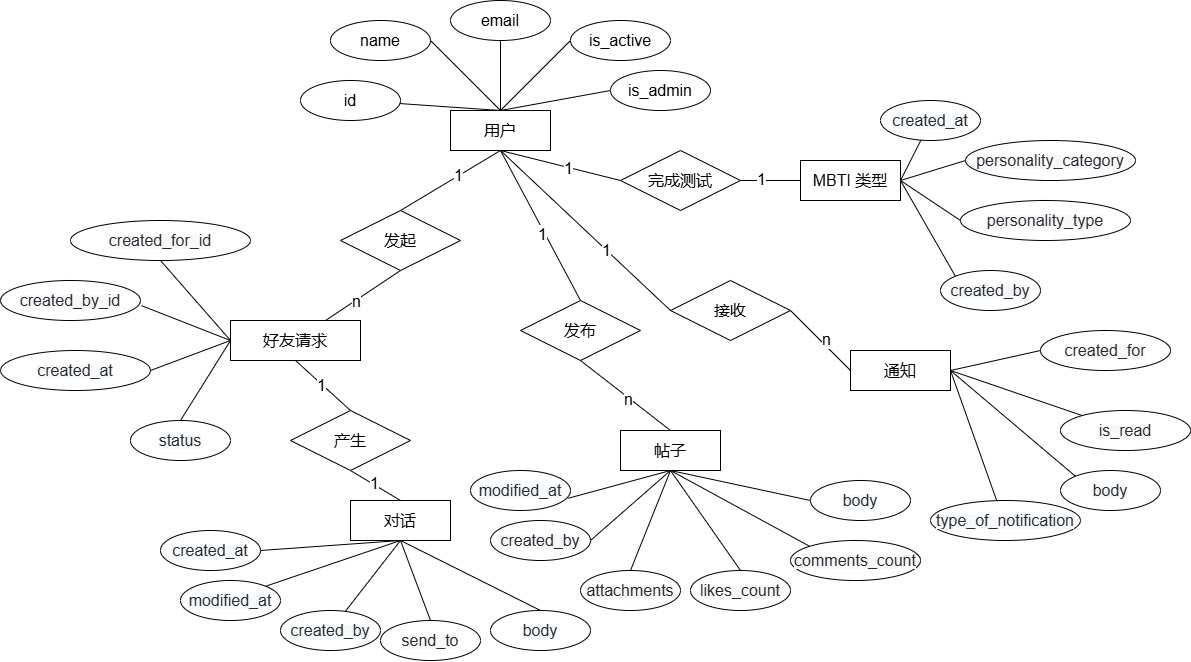 email
name
is_active
id
is_admin
用户
created_at
personality_category
1
完成测试
1
MBTI 类型
personality_type
created_by
1
发起
n
1
1
created_for_id
created_by_id
created_at
status
好友请求
发布
n
接收
n
通知
created_for
is_read
body
type_of_notification
1
产生
1
对话
帖子
modified_at
created_by
attachments
likes_count
comments_count
body
created_at
modified_at
created_by
send_to
body